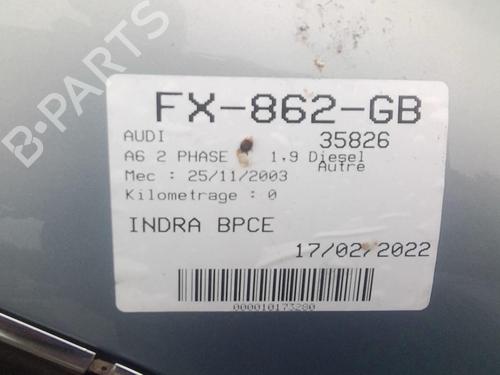 B-PARTS
FX-862-GB
AUDI 35826
A6 2 PHASE 1,9 Diesel
Autre
Mec : 25/11/2003
Kilometrage : 0
INDRA BPCE
17/02/2022
000010173280